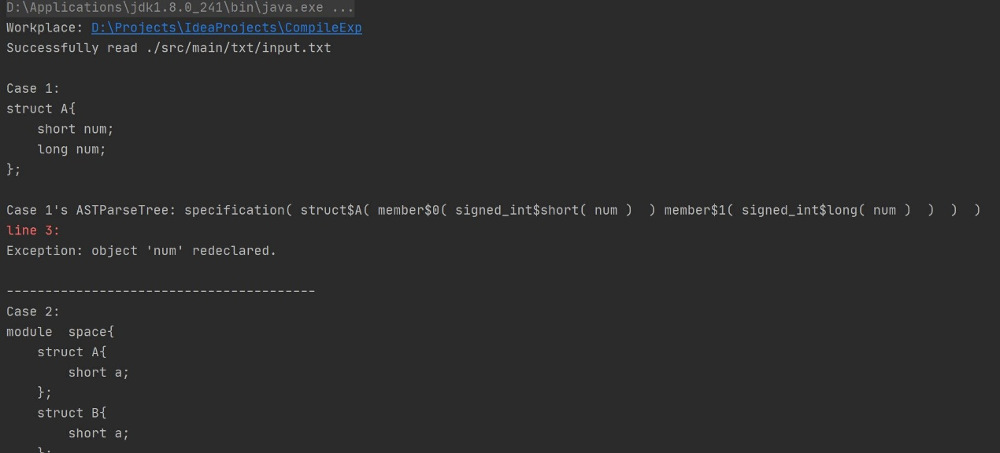 D:\Applications\jdk1.8.0_241\bin\java.exe ...
Workplace: D:\Projects\IdeaProjects\CompileExp
Successfully read ./src/main/txt/input.txt

Case 1:
struct A{
    short num;
    long num;
};

Case 1's ASTParseTree: specification( struct$A( member$0( signed_int$short( num )  ) member$1( signed_int$long( num )  )  )  )
line 3:
Exception: object 'num' redeclared.

----------------------------------------
Case 2:
module  space{
    struct A{
        short a;
    };
    struct B{
        short a;
    };